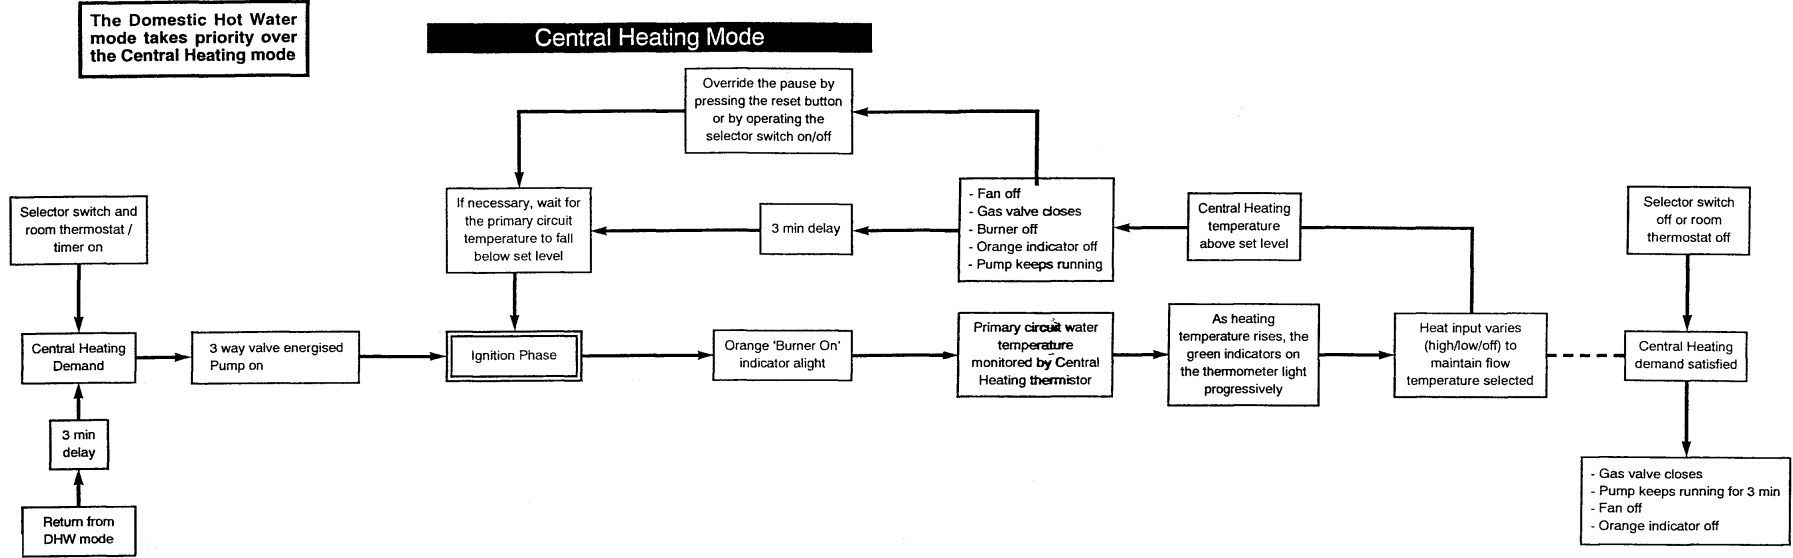 The Domestic Hot Water
mode takes priority over
the Central Heating mode
Central Heating Mode
Override the pause by
pressing the reset button
or by operating the
selector switch on/off
Selector switch and
room thermostat /
timer on
If necessary, wait for
the primary circuit
temperature to fall
below set level
3 min delay
- Fan off
- Gas valve closes
- Burner off
- Orange indicator off
- Pump keeps running
Central Heating
temperature
above set level
Selector switch
off or room
thermostat off
Central Heating
Demand
3 way valve energised
Pump on
Ignition Phase
Orange 'Burner On'
indicator alight
Primary circuit water
temperature
monitored by Central
Heating thermistor
As heating
temperature rises, the
green indicators on
the thermometer light
progressively
Heat input varies
(high/low/off) to
maintain flow
temperature selected
Central Heating
demand satisfied
3 min
delay
Return from
DHW mode
- Gas valve closes
- Pump keeps running for 3 min
- Fan off
- Orange indicator off